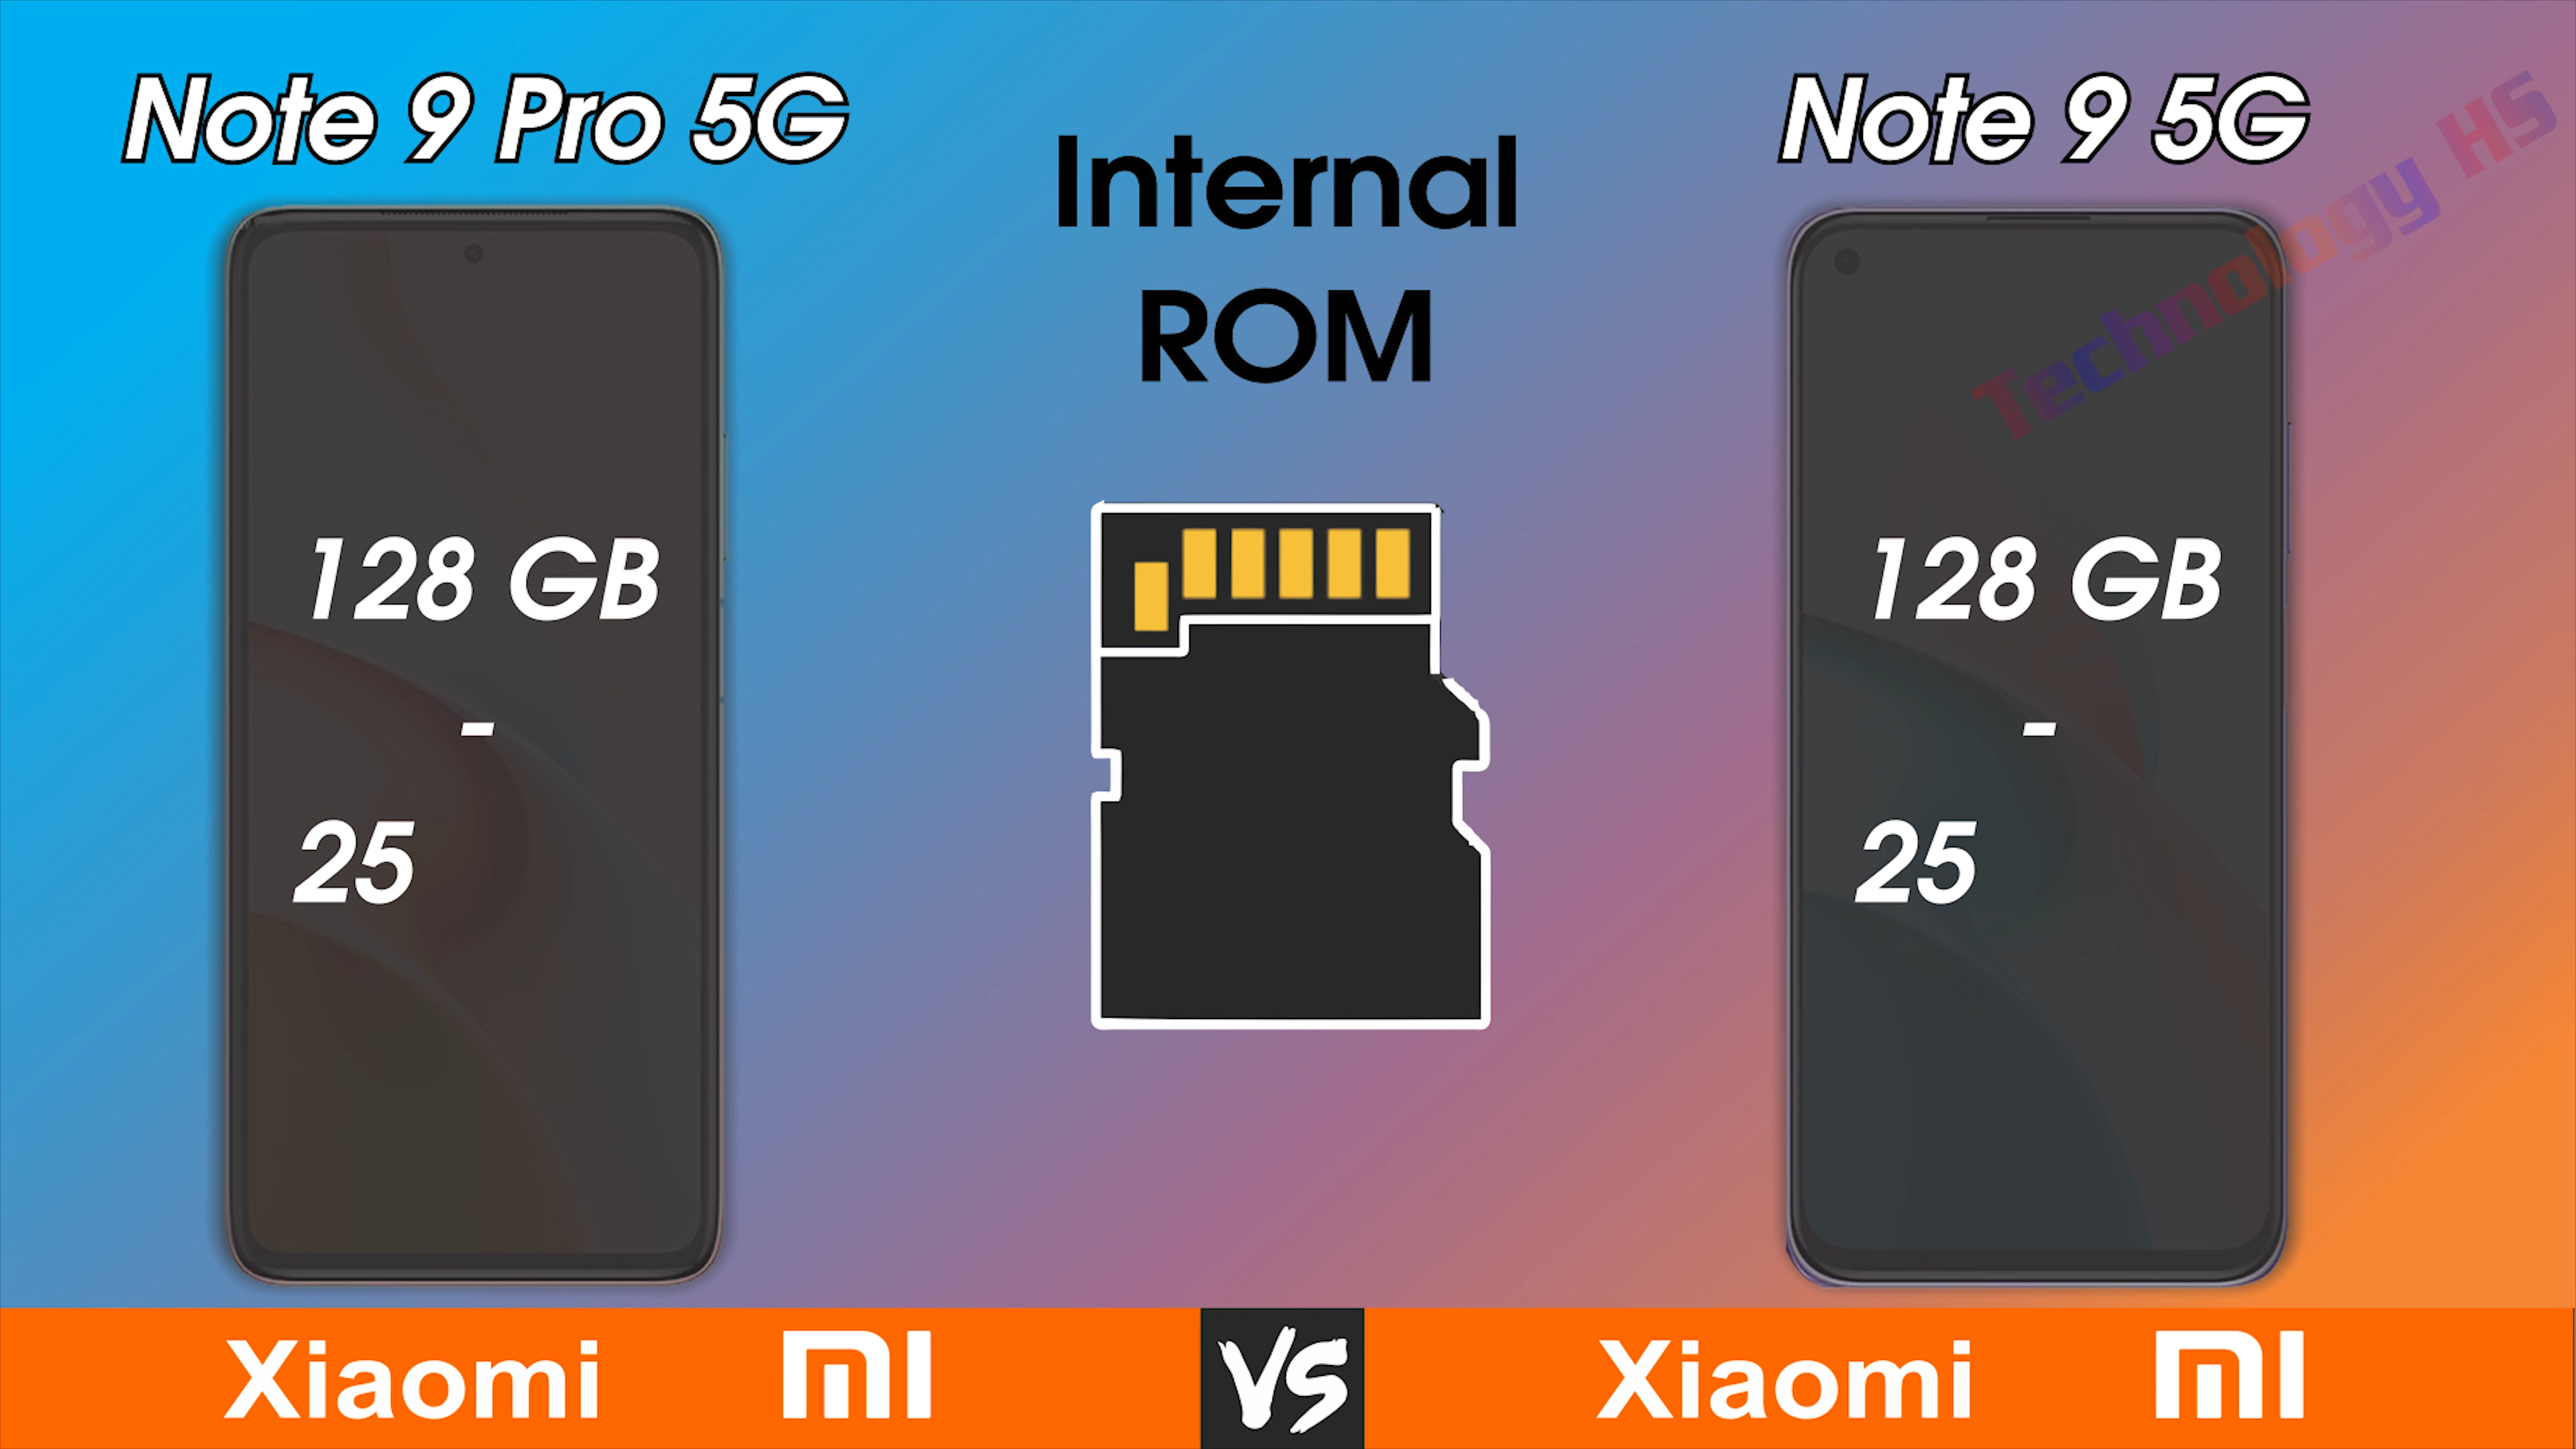 Note 9 Pro 5G
Internal
ROM
Note 9 5G
Technology HS
128 GB
-
25
128 GB
-
25
Xiaomi
MI
VS
Xiaomi
MI